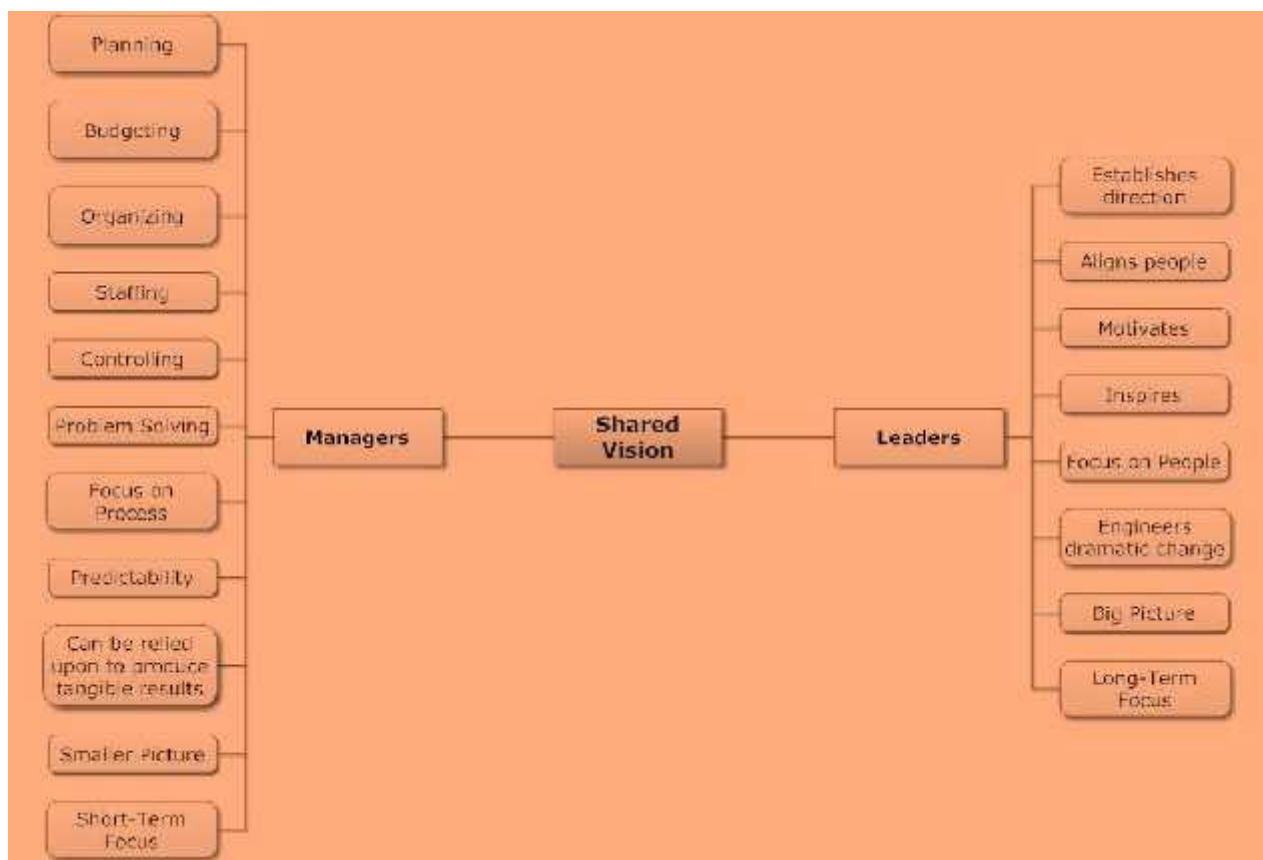 Planning
Budgeting
Organizing
Staffing
Controlling
Problem Solving
Focus on
Process
Predictability
Can be relied
upon to produce
tangible results
Smaller Picture
Short-Term
Focus
Managers
Shared
Vision
Leaders
Establishes
direction
Aligns people
Motivates
Inspires
Focus on People
Engineers
dramatic change
Big Picture
Long-Term
Focus